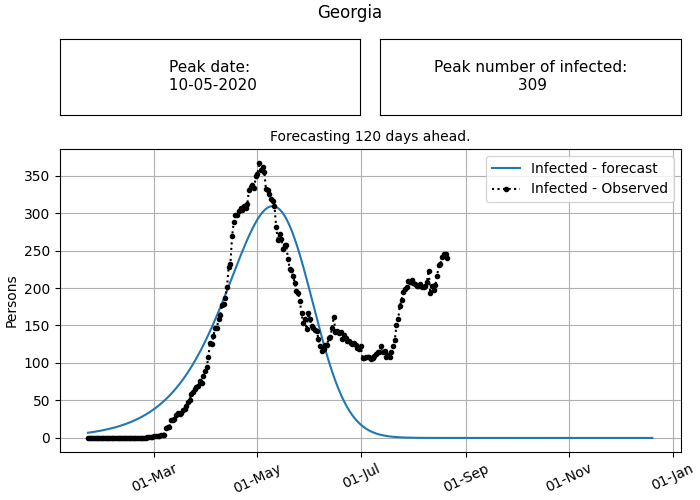 Georgia
Peak date:
10-05-2020
Peak number of infected:
309
Forecasting 120 days ahead.
Infected - forecast
Infected - Observed
Persons
350
300
250
200
150
100
50
0
01-Mar
01-May
01-Jul
01-Sep
01-Nov
01-Jan